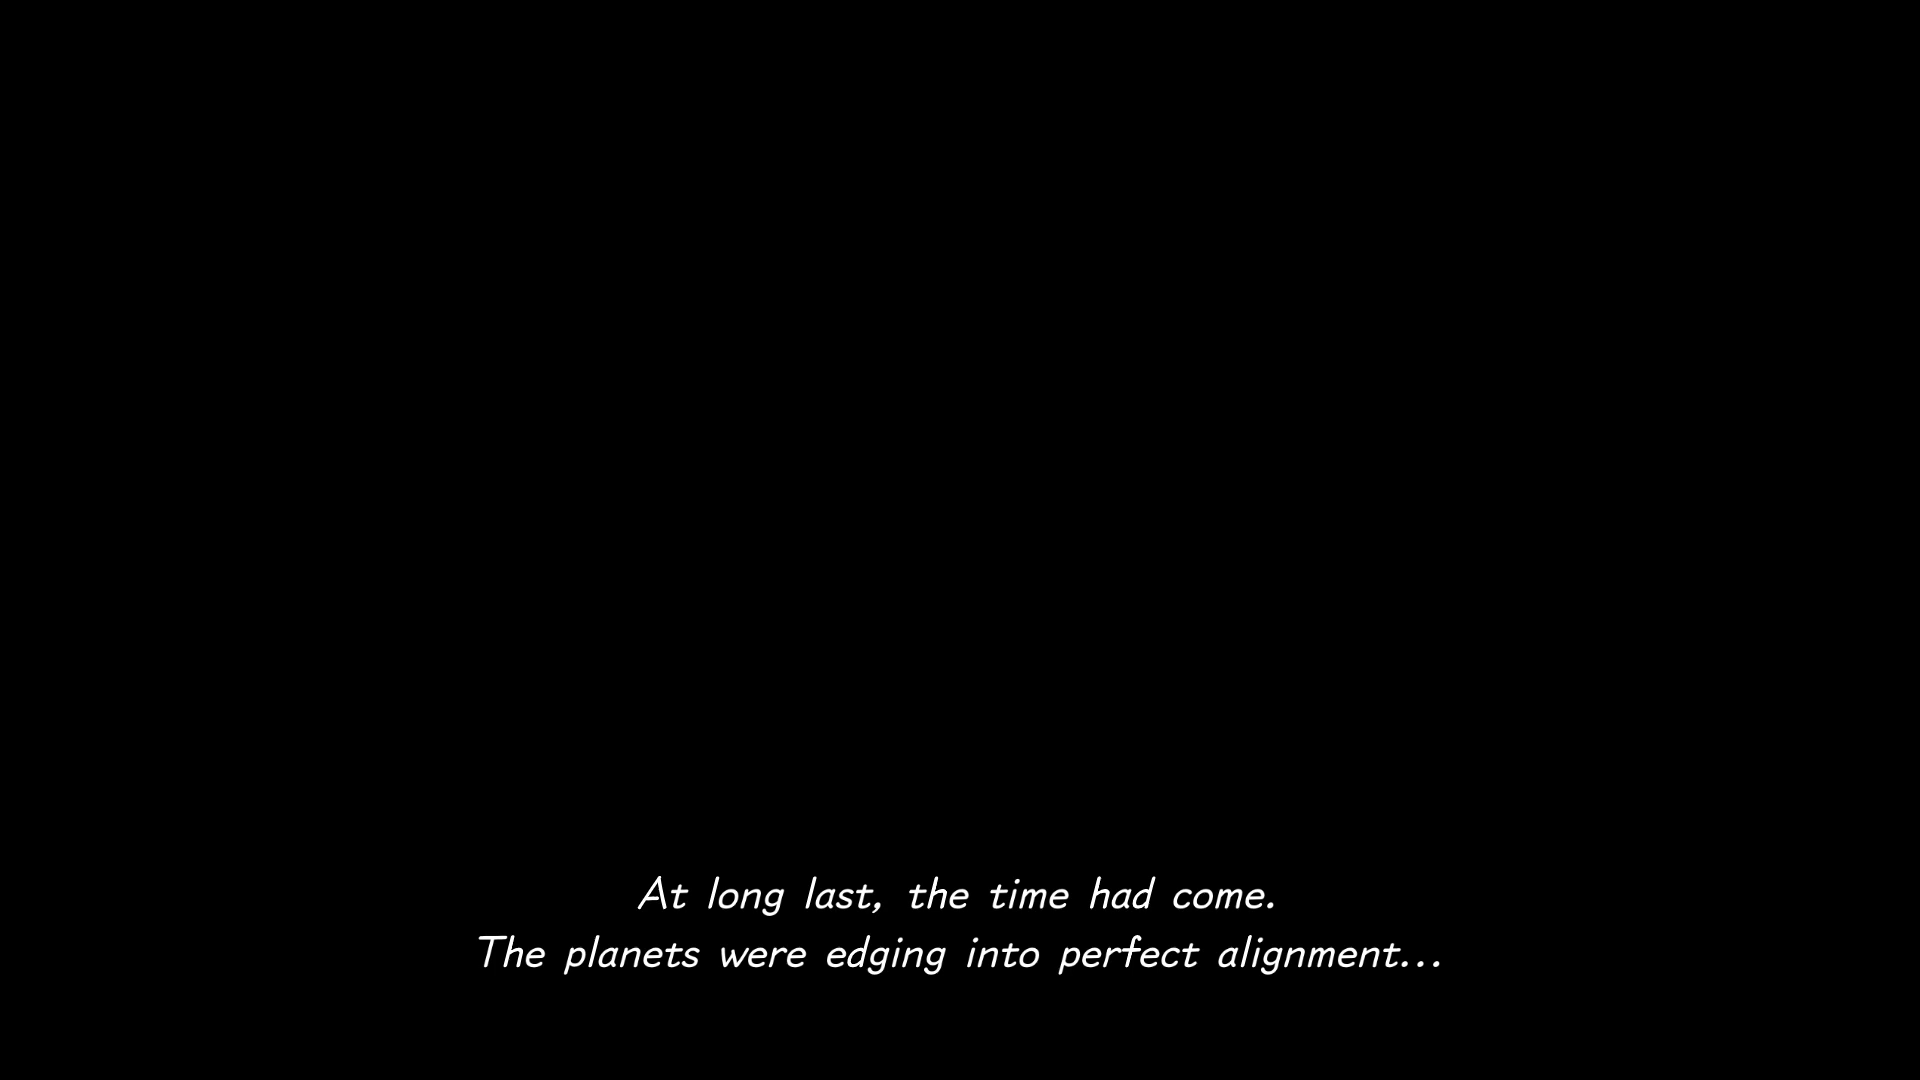 At long last, the time had come.
The planets were edging into perfect alignment...